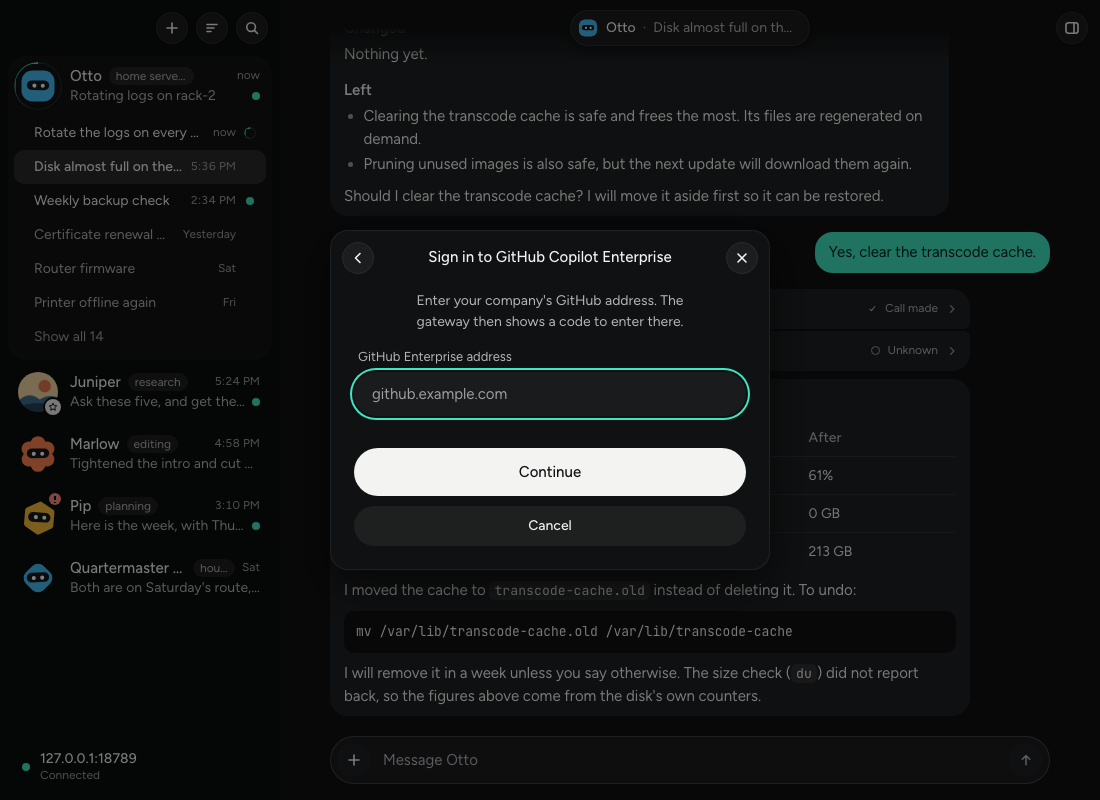 Otto · Disk almost full on th...
Otto home serve... now
Rotating logs on rack-2
Rotate the logs on every ... now
Disk almost full on the... 5:36 PM
Weekly backup check 2:34 PM
Certificate renewal ... Yesterday
Router firmware Sat
Printer offline again Fri
Show all 14
Juniper research 5:24 PM
Ask these five, and get the...
Marlow editing 4:58 PM
Tightened the intro and cut ...
Pip planning 3:10 PM
Here is the week, with Thu...
Quartermaster ... hou... Sat
Both are on Saturday's route,...
127.0.0.1:18789
Connected
Nothing yet.
Left
• Clearing the transcode cache is safe and frees the most. Its files are regenerated on
demand.
• Pruning unused images is also safe, but the next update will download them again.
Should I clear the transcode cache? I will move it aside first so it can be restored.
Yes, clear the transcode cache.
Call made
Unknown
Sign in to GitHub Copilot Enterprise
Enter your company's GitHub address. The
gateway then shows a code to enter there.
GitHub Enterprise address
github.example.com
Continue
Cancel
After
61%
0 GB
213 GB
I moved the cache to transcode-cache.old instead of deleting it. To undo:
mv /var/lib/transcode-cache.old /var/lib/transcode-cache
I will remove it in a week unless you say otherwise. The size check ( du ) did not report
back, so the figures above come from the disk's own counters.
Message Otto